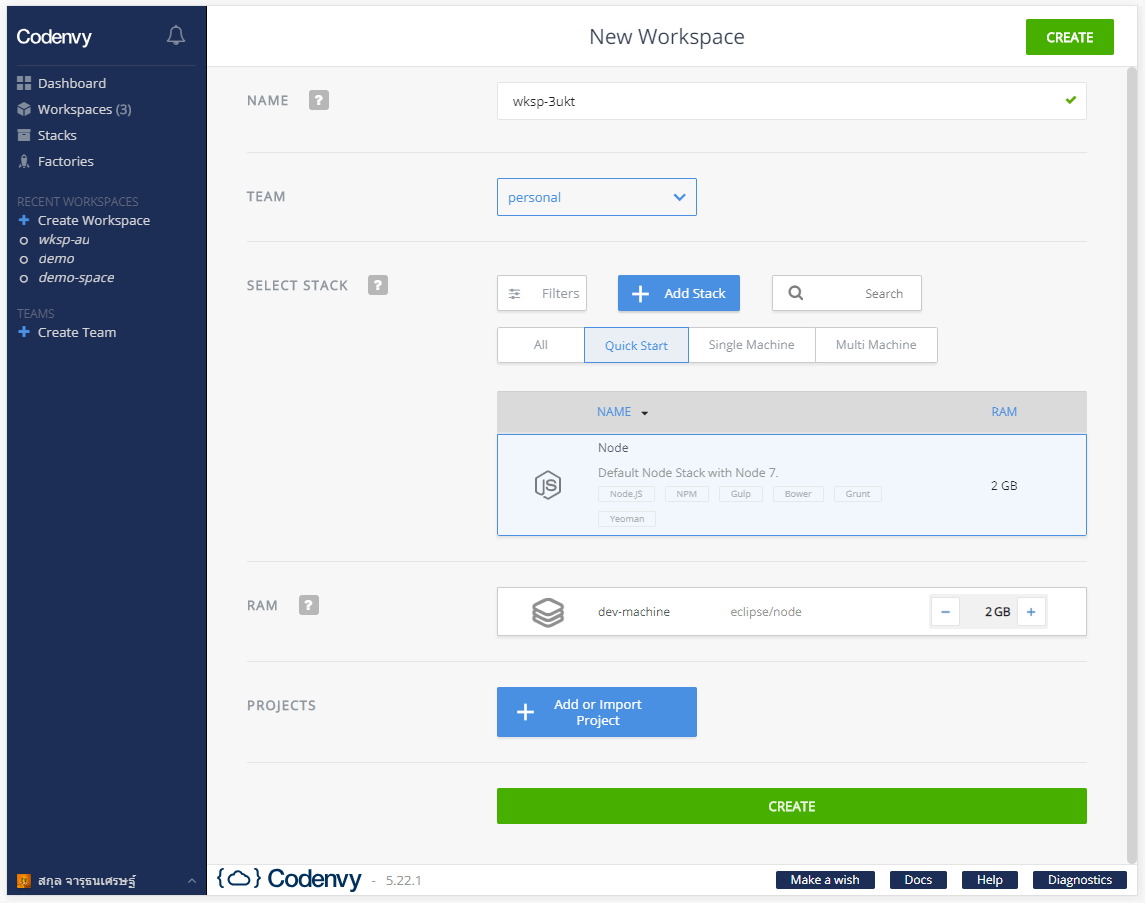 Codenvy
Dashboard
Workspaces (3)
Stacks
Factories
RECENT WORKSPACES
+ Create Workspace
wksp-au
demo
demo-space
TEAMS
+ Create Team
สกุล จารุธนเศรษฐ์
New Workspace
CREATE
NAME ?
wksp-3ukt
TEAM
personal
SELECT STACK ?
Filters
+ Add Stack
Search
All
Quick Start
Single Machine
Multi Machine
NAME RAM
Node
Default Node Stack with Node 7.
Node.JS NPM Gulp Bower Grunt
Yeoman
2 GB
RAM ?
dev-machine eclipse/node − 2 GB +
PROJECTS
+ Add or Import
Project
CREATE
{ } Codenvy - 5.22.1
Make a wish Docs Help Diagnostics